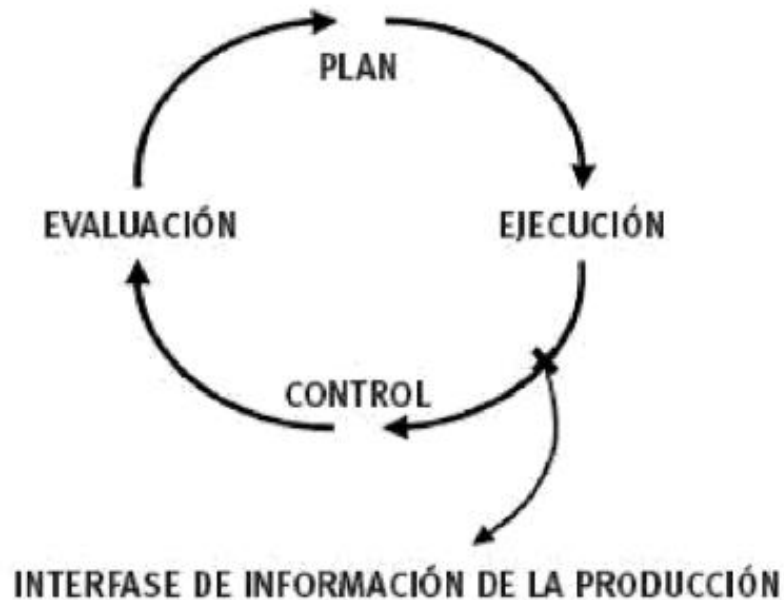 PLAN
EVALUACIÓN
EJECUCIÓN
CONTROL
INTERFASE DE INFORMACIÓN DE LA PRODUCCIÓN